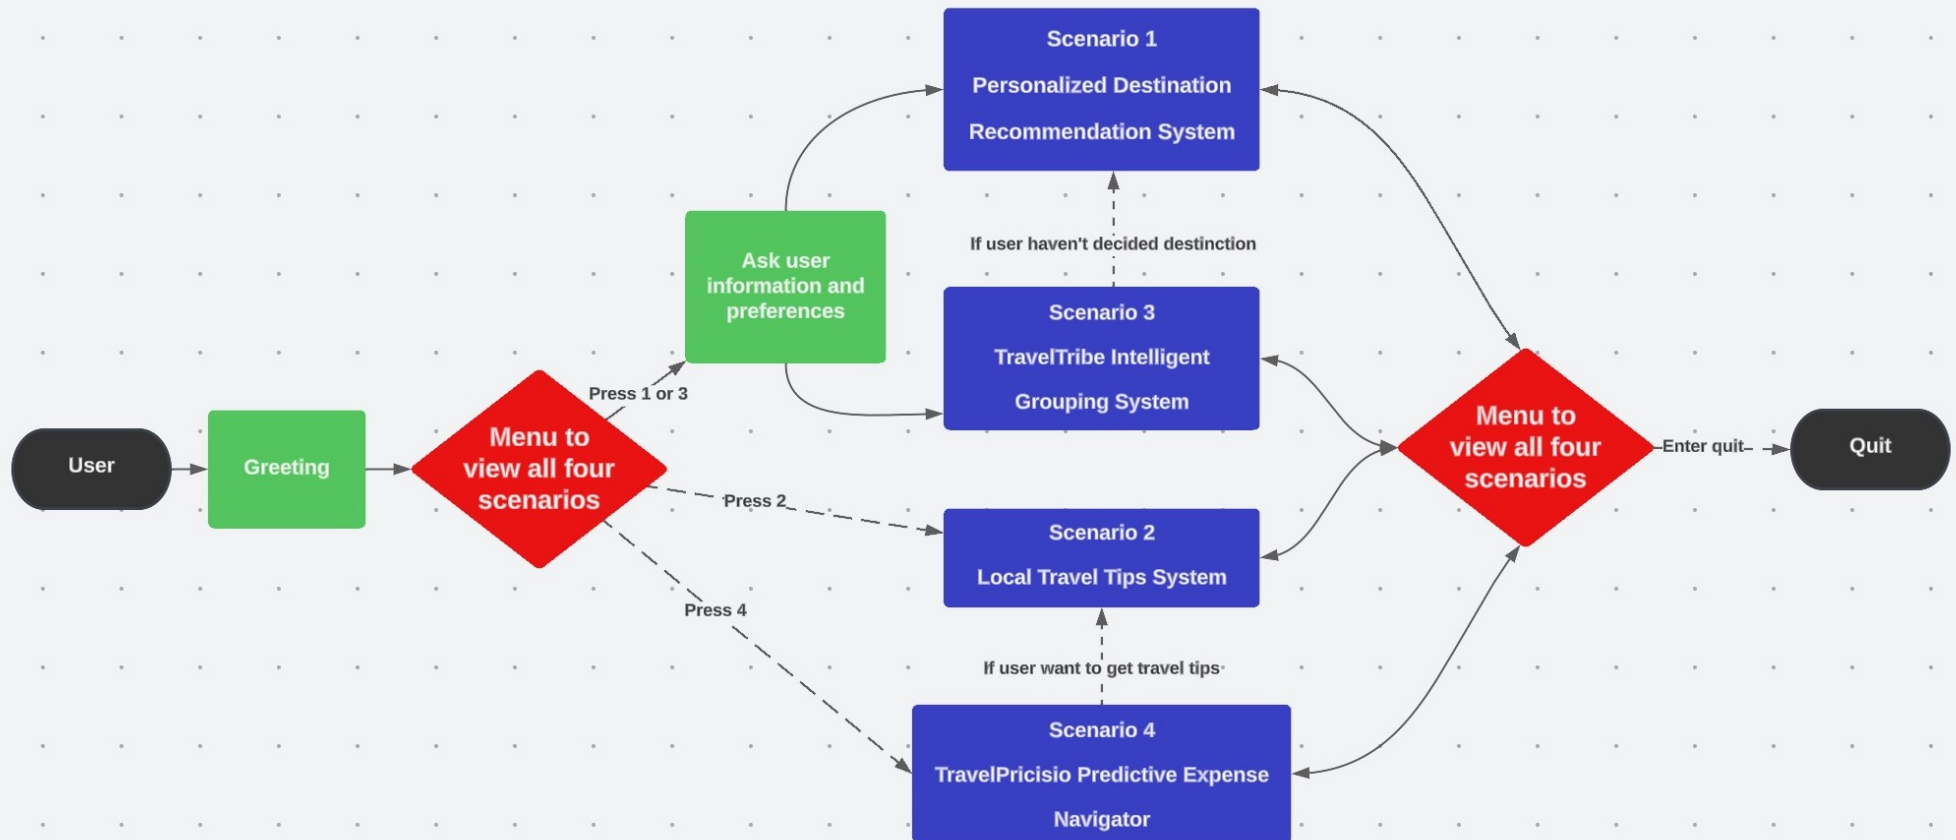 User
Greeting
Menu to
view all four
scenarios
Press 1 or 3
Press 2
Press 4
Ask user
information and
preferences
Scenario 1
Personalized Destination
Recommendation System
If user haven't decided destinction
Scenario 3
TravelTribe Intelligent
Grouping System
Scenario 2
Local Travel Tips System
If user want to get travel tips
Scenario 4
TravelPricisio Predictive Expense
Navigator
Menu to
view all four
scenarios
Enter quit
Quit